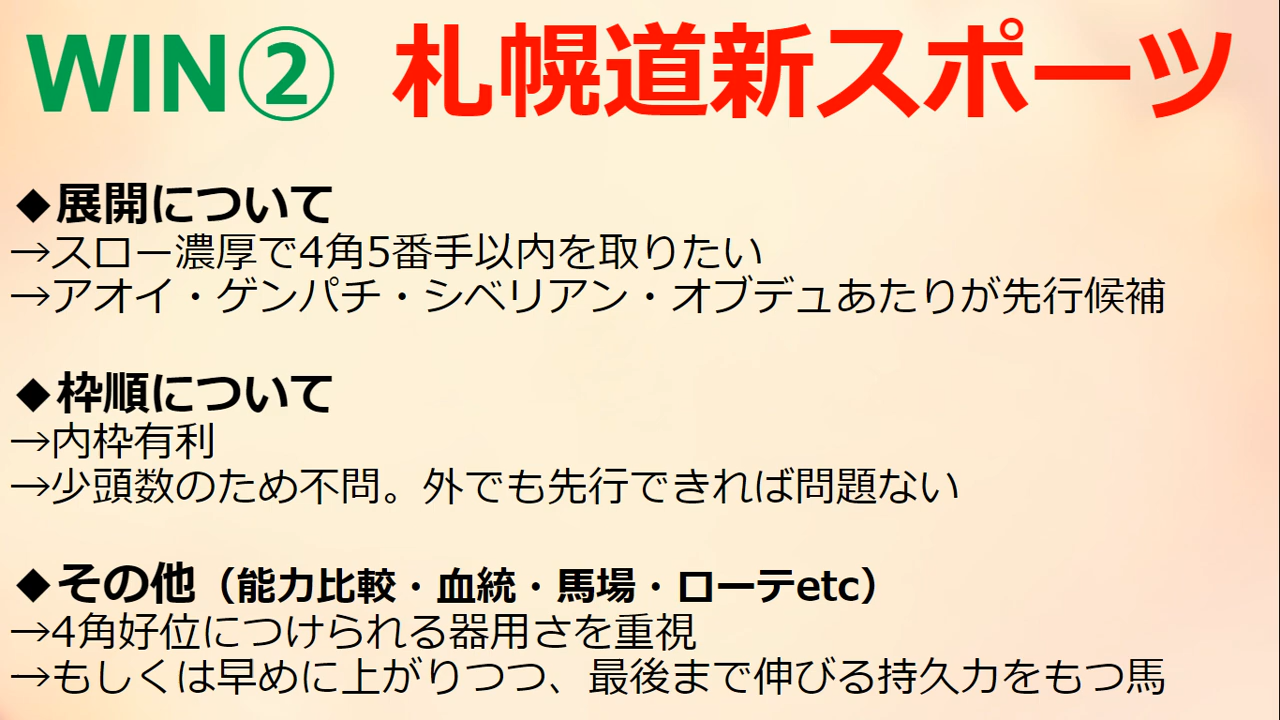 WIN② 札幌道新スポーツ
◆展開について
→スロー濃厚で4角5番手以内を取りたい
→アオイ・ゲンパチ・シベリアン・オブデュあたりが先行候補
◆枠順について
→内枠有利
→少頭数のため不問。外でも先行できれば問題ない
◆その他（能力比較・血統・馬場・ローテetc）
→4角好位につけられる器用さを重視
→もしくは早めに上がりつつ、最後まで伸びる持久力をもつ馬